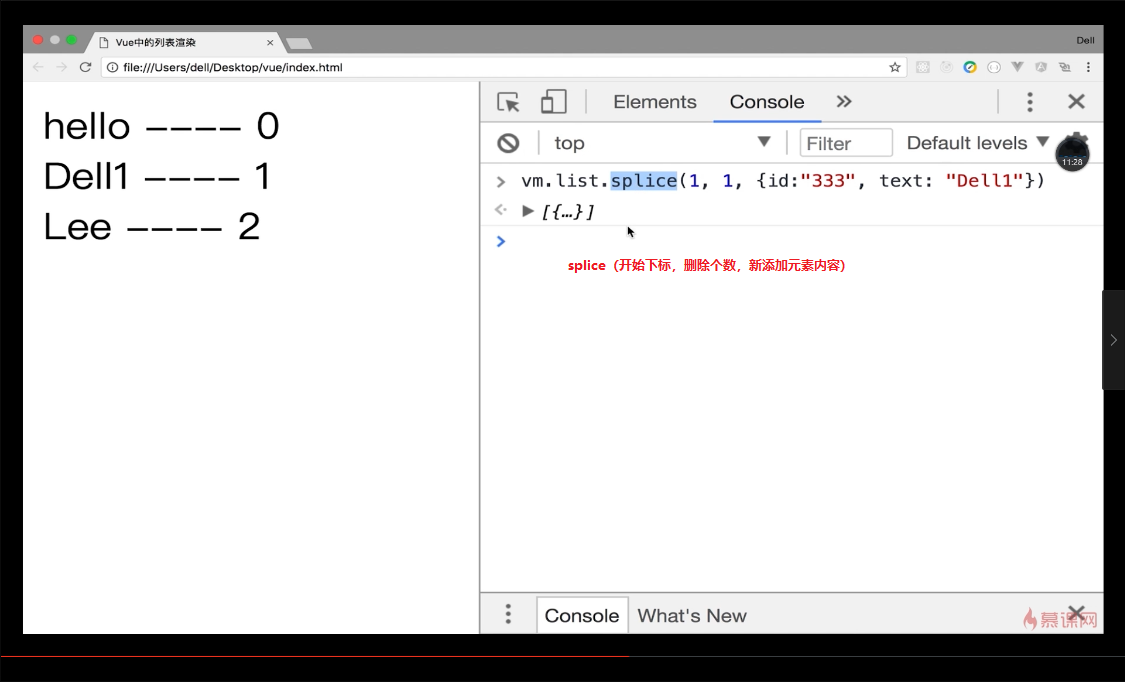 Vue中的列表渲染
Dell
file:///Users/dell/Desktop/vue/index.html
hello ---- 0
Dell1 ---- 1
Lee ---- 2
Elements Console
top Filter Default levels
11:28
vm.list.splice(1, 1, {id:"333", text: "Dell1"})
[{…}]
splice（开始下标，删除个数，新添加元素内容）
Console What's New
慕课网